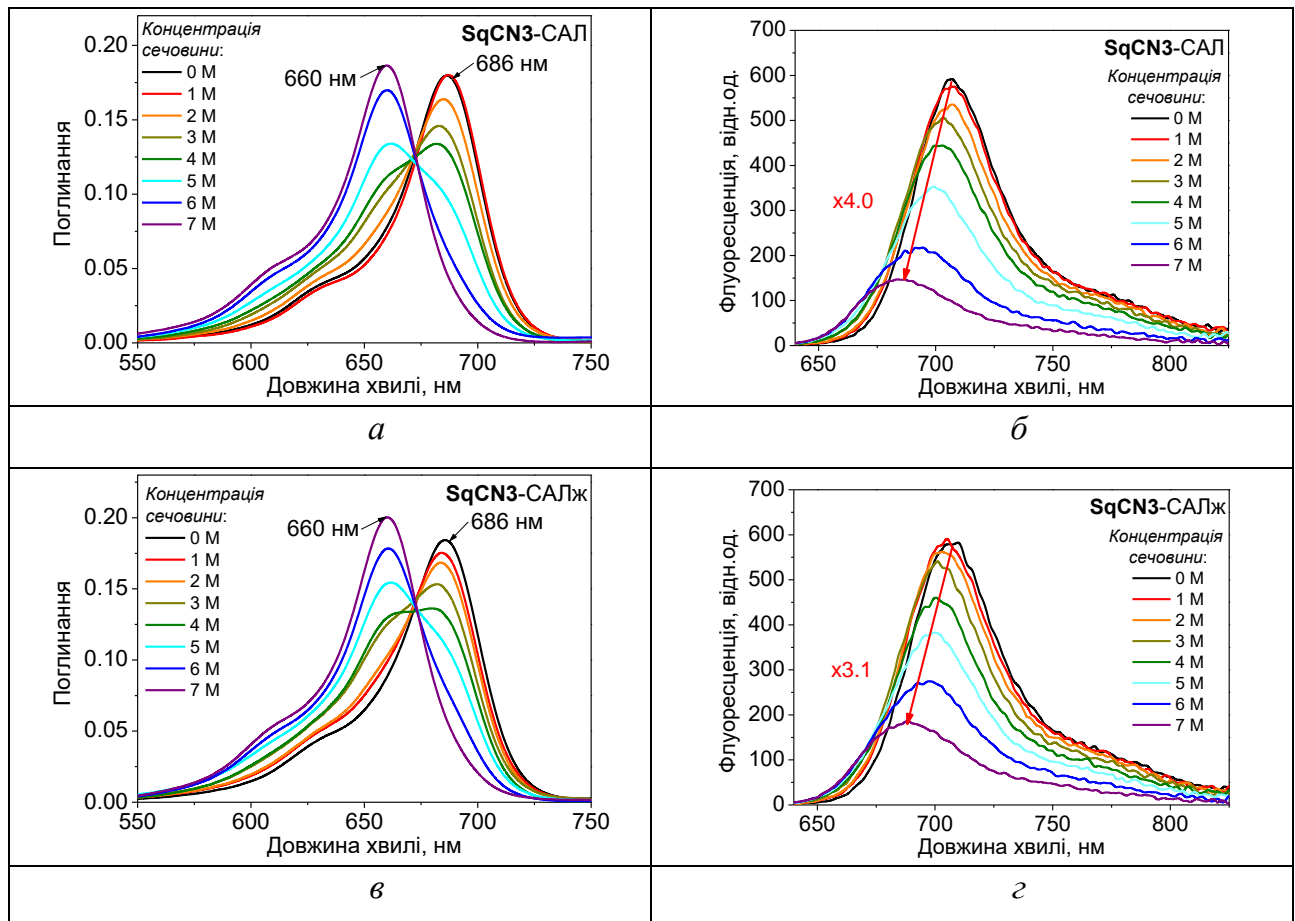 Концентрація
сечовини:
0 M
1 M
2 M
3 M
4 M
5 M
6 M
7 M
SqCN3-САЛ
660 нм
686 нм
0.20
0.15
0.10
0.05
0.00
Поглинання
550
600
650
700
750
Довжина хвилі, нм
а
SqCN3-САЛ
Концентрація
сечовини:
0 M
1 M
2 M
3 M
4 M
5 M
6 M
7 M
x4.0
700
600
500
400
300
200
100
0
Флуоресценція, відн.од.
650
700
750
800
Довжина хвилі, нм
б
Концентрація
сечовини:
0 M
1 M
2 M
3 M
4 M
5 M
6 M
7 M
SqCN3-САЛж
660 нм
686 нм
0.20
0.15
0.10
0.05
0.00
Поглинання
550
600
650
700
750
Довжина хвилі, нм
в
SqCN3-САЛж
Концентрація
сечовини:
0 M
1 M
2 M
3 M
4 M
5 M
6 M
7 M
x3.1
700
600
500
400
300
200
100
0
Флуоресценція, відн.од.
650
700
750
800
Довжина хвилі, нм
г